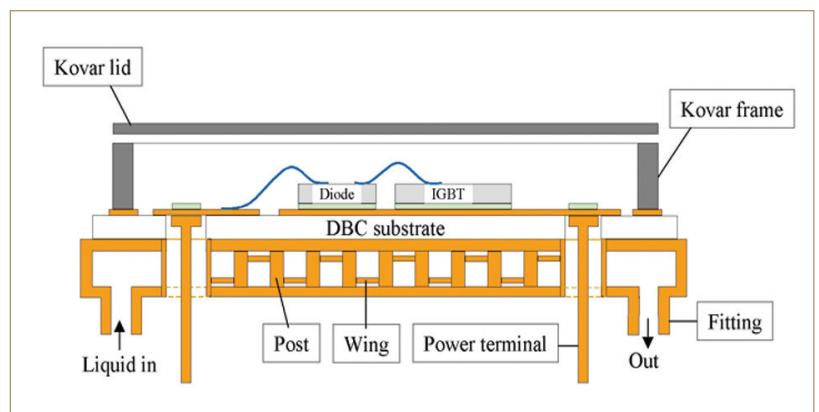 Kovar lid
Kovar frame
Diode
IGBT
DBC substrate
Post
Wing
Power terminal
Fitting
Liquid in
Out